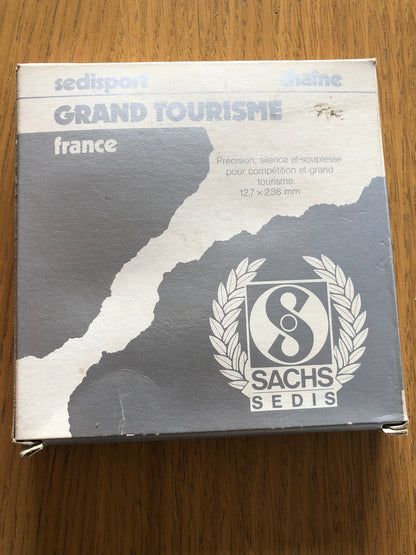 sedisport chaîne
GRAND TOURISME
france
Précision, silence et souplesse
pour compétition et grand
tourisme.
12,7 × 2,38 mm
SACHS
SEDIS